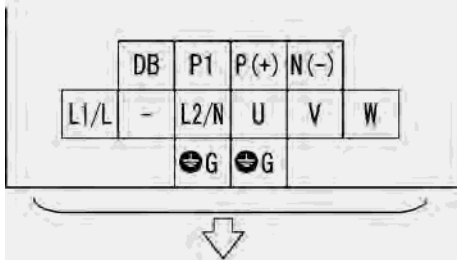 DB P1 P(+) N(-)
L1/L - L2/N U V W
⏚G ⏚G